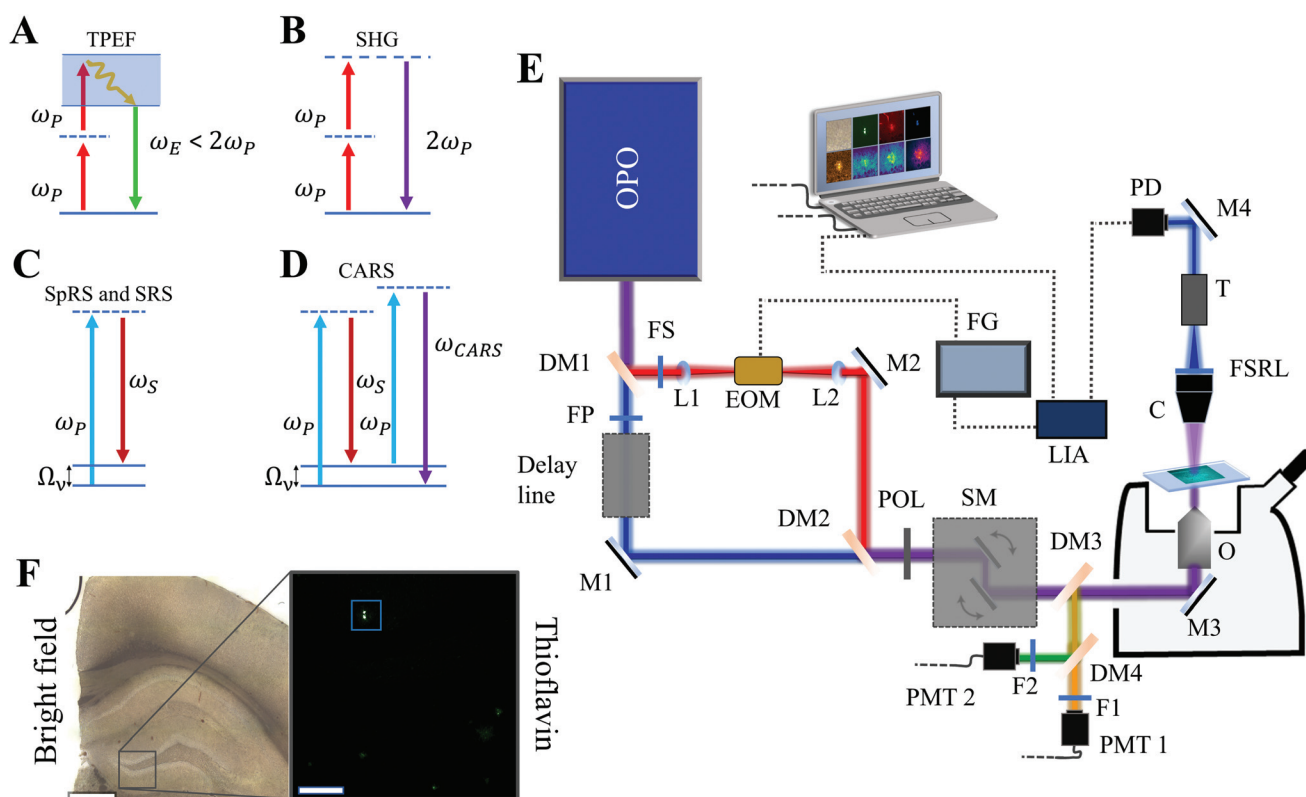 A
TPEF
ω_P
ω_P
ω_E < 2ω_P
B
SHG
ω_P
ω_P
2ω_P
C
SpRS and SRS
ω_P
ω_S
Ω_ν
D
CARS
ω_P
ω_S
ω_P
ω_CARS
Ω_ν
E
OPO
DM1
FS
L1
EOM
L2
M2
FP
Delay
line
M1
DM2
POL
SM
DM3
FG
LIA
PD
M4
T
FSRL
C
O
M3
DM4
F2
PMT 2
F1
PMT 1
F
Bright field
Thioflavin